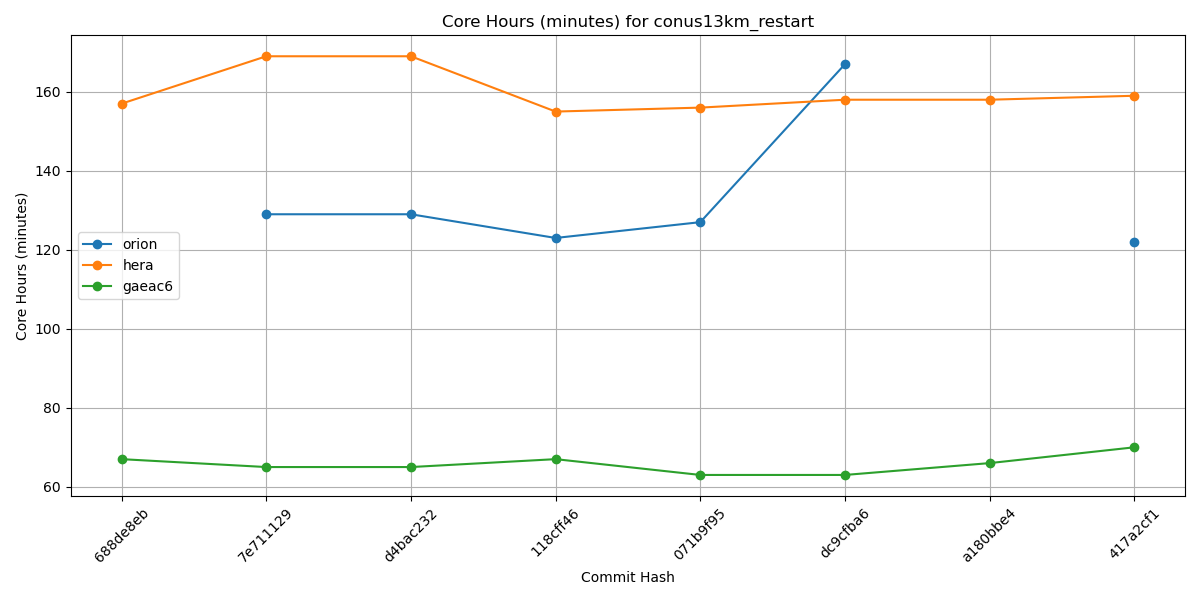 Core Hours (minutes) for conus13km_restart
Core Hours (minutes)
160
140
120
100
80
60
orion
hera
gaeac6
688de8eb
7e711129
d4bac232
118cff46
071b9f95
dc9cfba6
a180bbe4
417a2cf1
Commit Hash